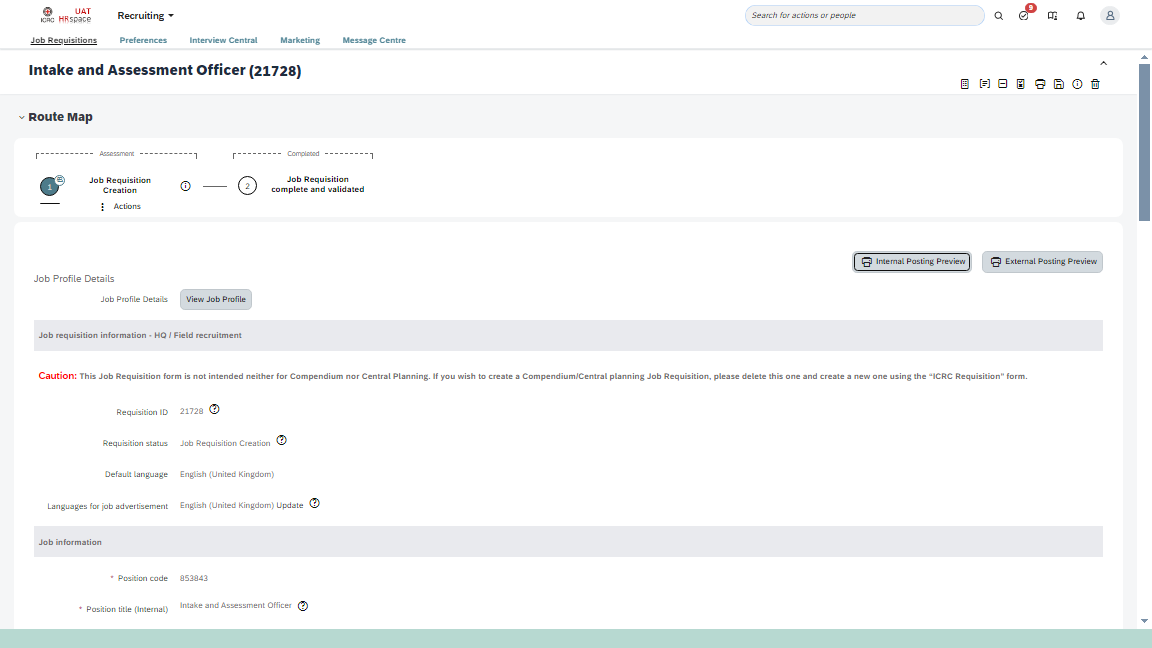 ICRC
UAT
HRspace
Recruiting
Search for actions or people
9
Job Requisitions
Preferences
Interview Central
Marketing
Message Centre
Intake and Assessment Officer (21728)
Route Map
Assessment
Completed
1
Job Requisition
Creation
2
Job Requisition
complete and validated
Actions
Internal Posting Preview
External Posting Preview
Job Profile Details
Job Profile Details
View Job Profile
Job requisition information - HQ / Field recruitment
Caution: This Job Requisition form is not intended neither for Compendium nor Central Planning. If you wish to create a Compendium/Central planning Job Requisition, please delete this one and create a new one using the “ICRC Requisition” form.
Requisition ID 21728
Requisition status Job Requisition Creation
Default language English (United Kingdom)
Languages for job advertisement English (United Kingdom) Update
Job information
* Position code 853843
* Position title (Internal) Intake and Assessment Officer